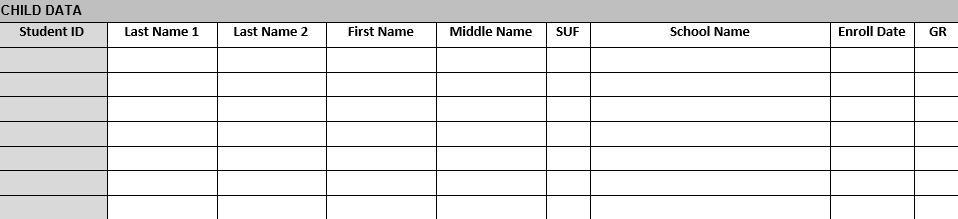 CHILD DATA
Student ID Last Name 1 Last Name 2 First Name Middle Name SUF School Name Enroll Date GR